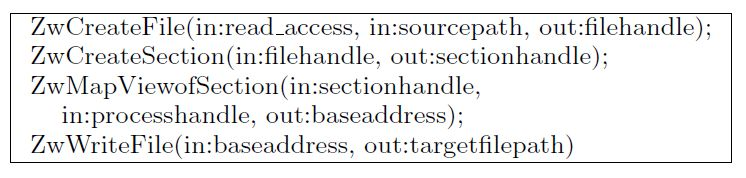 ZwCreateFile(in:read_access, in:sourcepath, out:filehandle);
ZwCreateSection(in:filehandle, out:sectionhandle);
ZwMapViewofSection(in:sectionhandle,
in:processhandle, out:baseaddress);
ZwWriteFile(in:baseaddress, out:targetfilepath)